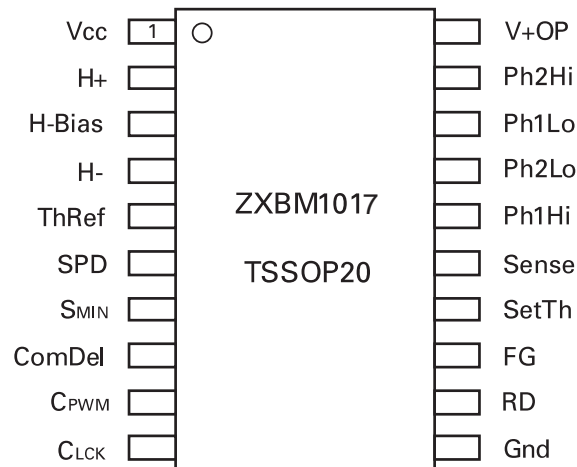 Vcc 1 V+OP
H+ Ph2Hi
H-Bias Ph1Lo
H- Ph2Lo
ThRef ZXBM1017 Ph1Hi
SPD TSSOP20 Sense
SMIN SetTh
ComDel FG
CPWM RD
CLCK Gnd